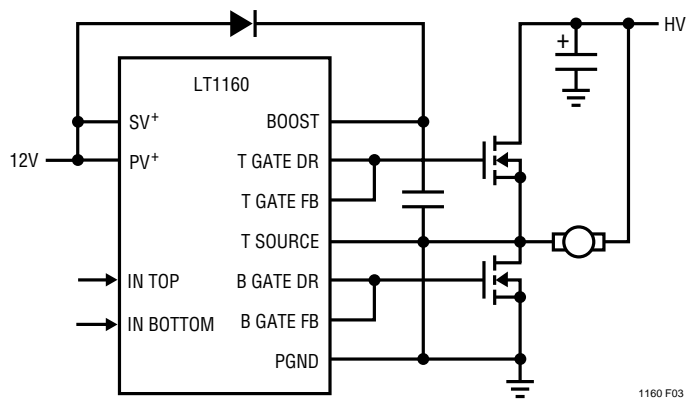 HV
+
LT1160
SV+
BOOST
12V
PV+
T GATE DR
T GATE FB
T SOURCE
IN TOP
B GATE DR
IN BOTTOM
B GATE FB
PGND
1160 F03